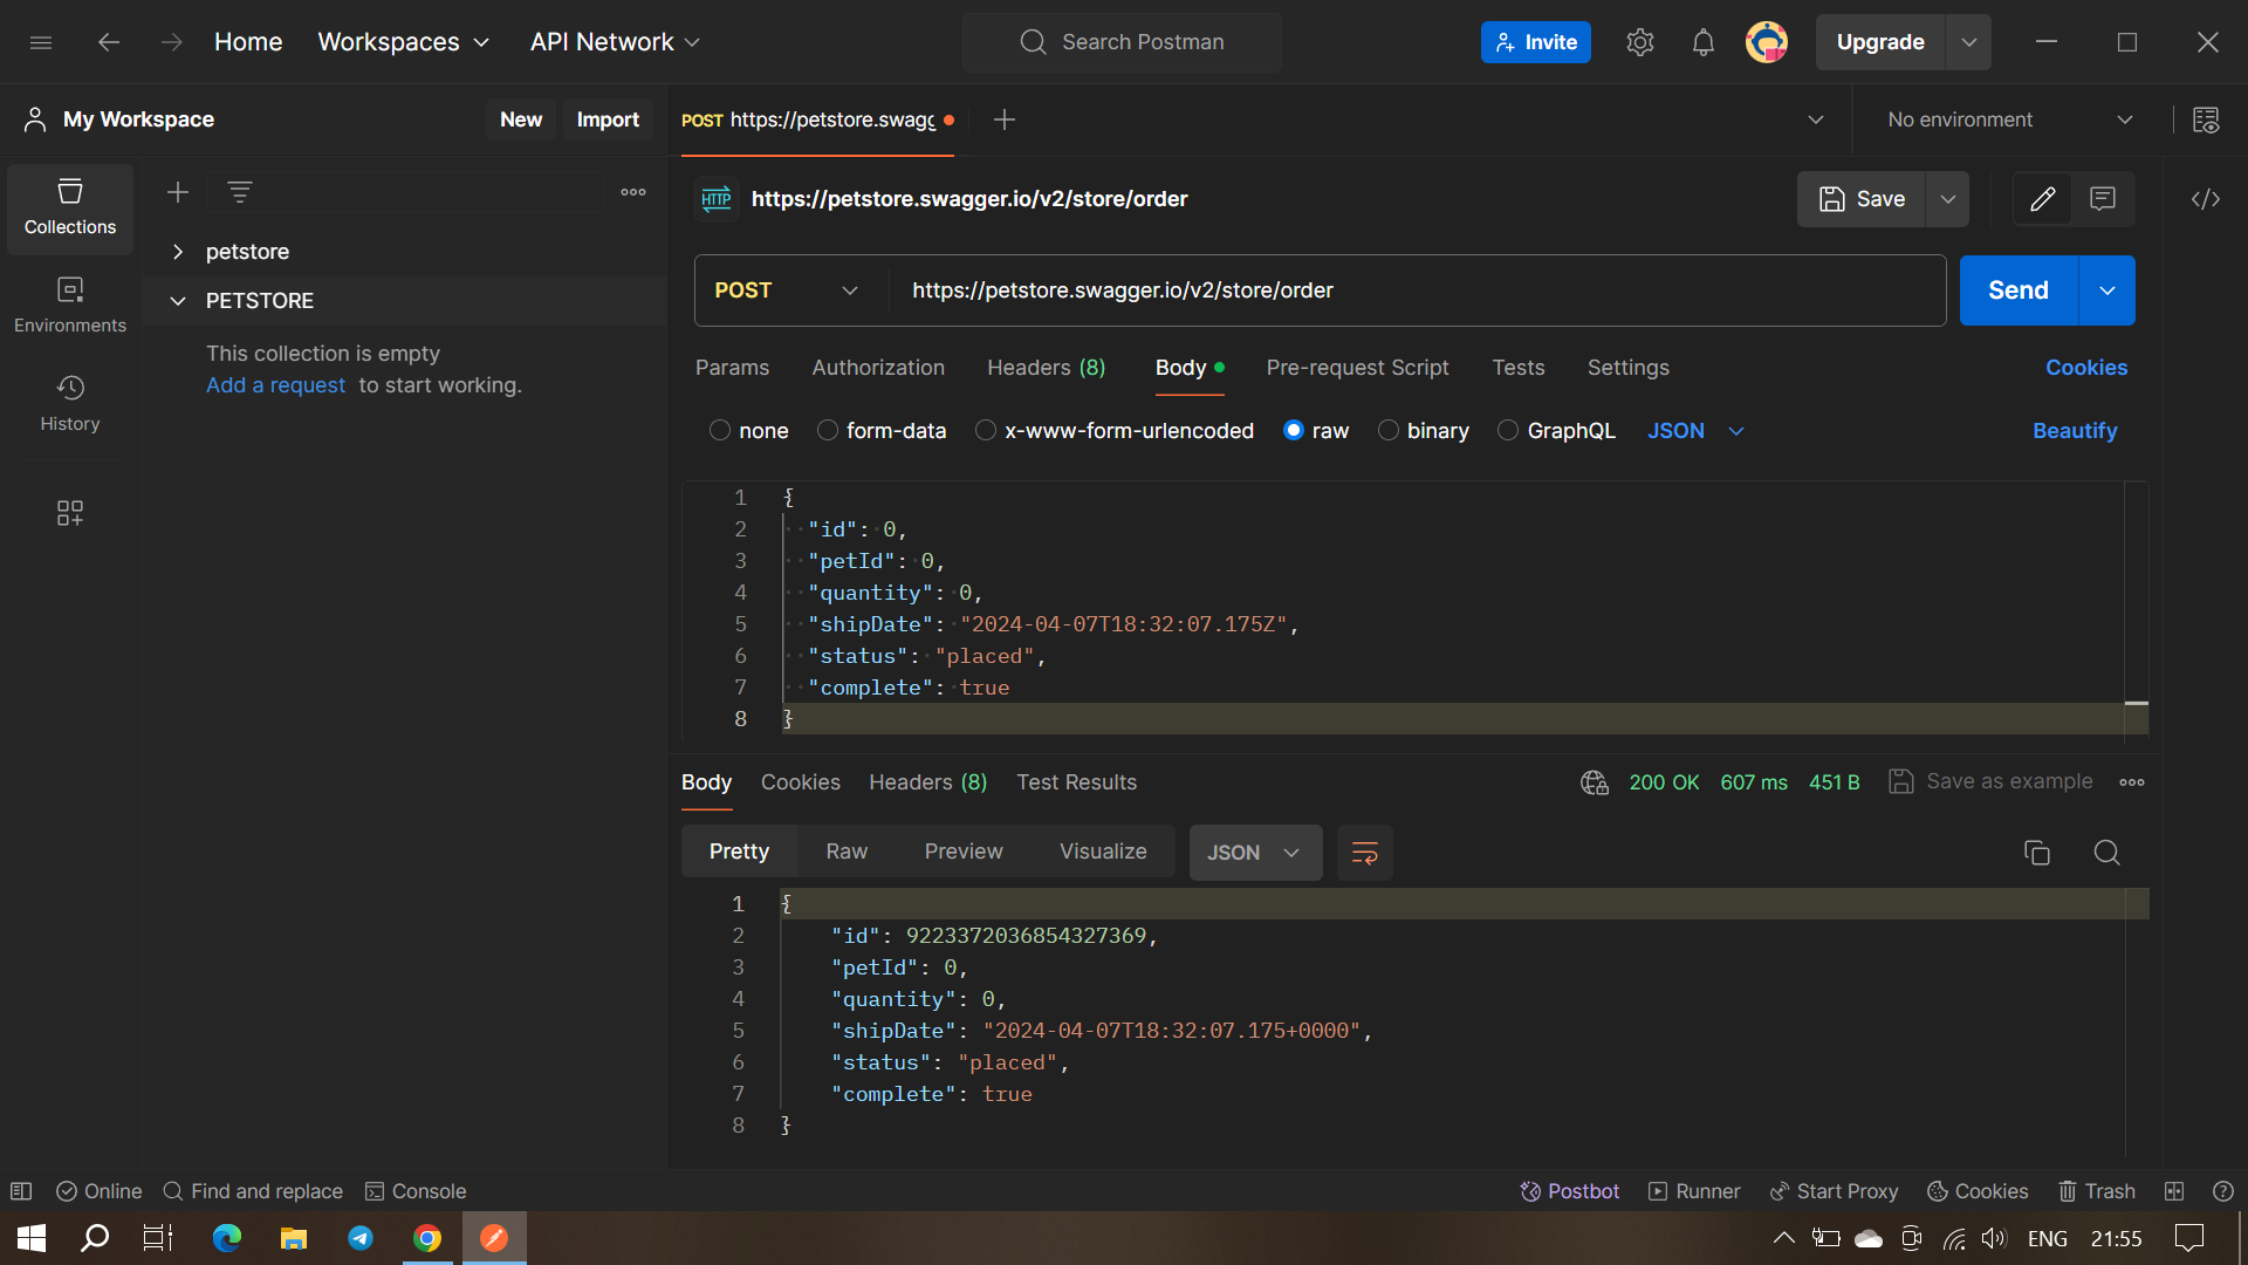 Home Workspaces API Network Search Postman Invite Upgrade
My Workspace New Import POST https://petstore.swagg No environment
Collections
Environments
History
petstore
PETSTORE
This collection is empty
Add a request to start working.
HTTP https://petstore.swagger.io/v2/store/order Save
POST https://petstore.swagger.io/v2/store/order Send
Params Authorization Headers (8) Body Pre-request Script Tests Settings Cookies
none form-data x-www-form-urlencoded raw binary GraphQL JSON Beautify
1 {
2 "id": 0,
3 "petId": 0,
4 "quantity": 0,
5 "shipDate": "2024-04-07T18:32:07.175Z",
6 "status": "placed",
7 "complete": true
8 }
Body Cookies Headers (8) Test Results 200 OK 607 ms 451 B Save as example
Pretty Raw Preview Visualize JSON
1 {
2 "id": 9223372036854327369,
3 "petId": 0,
4 "quantity": 0,
5 "shipDate": "2024-04-07T18:32:07.175+0000",
6 "status": "placed",
7 "complete": true
8 }
Online Find and replace Console Postbot Runner Start Proxy Cookies Trash
ENG 21:55